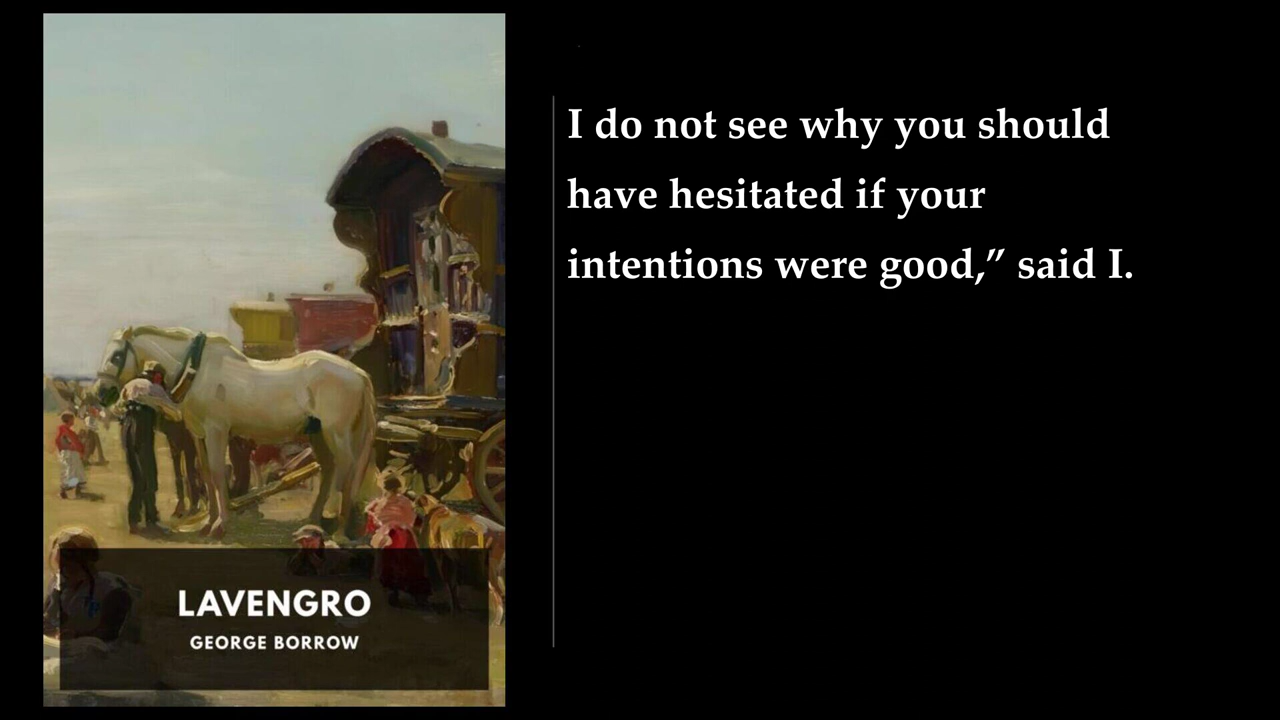 I do not see why you should
have hesitated if your
intentions were good,” said I.
LAVENGRO
GEORGE BORROW